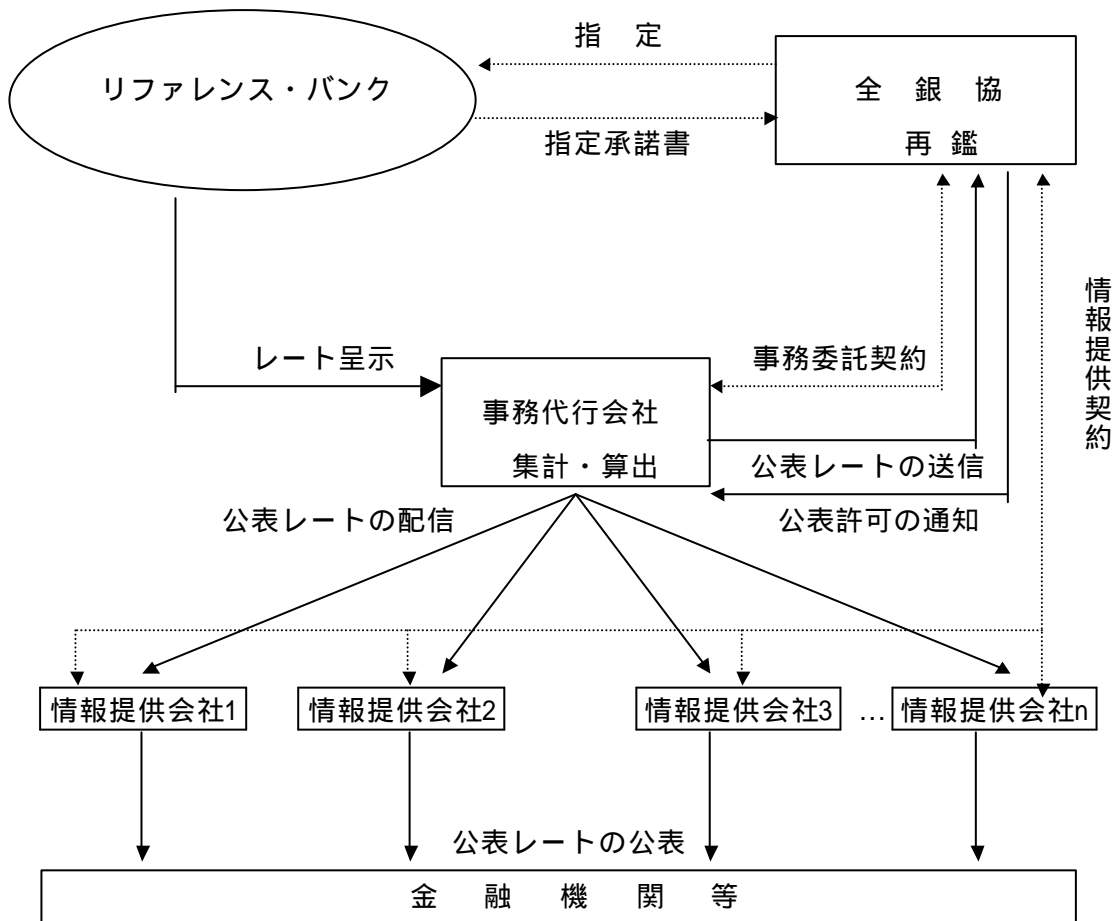 指 定
リファレンス・バンク
全 銀 協
再 鑑
指定承諾書
情報提供契約
レート呈示
事務委託契約
事務代行会社
集計・算出
公表レートの送信
公表レートの配信
公表許可の通知
情報提供会社1
情報提供会社2
情報提供会社3
…
情報提供会社n
公表レートの公表
金 融 機 関 等